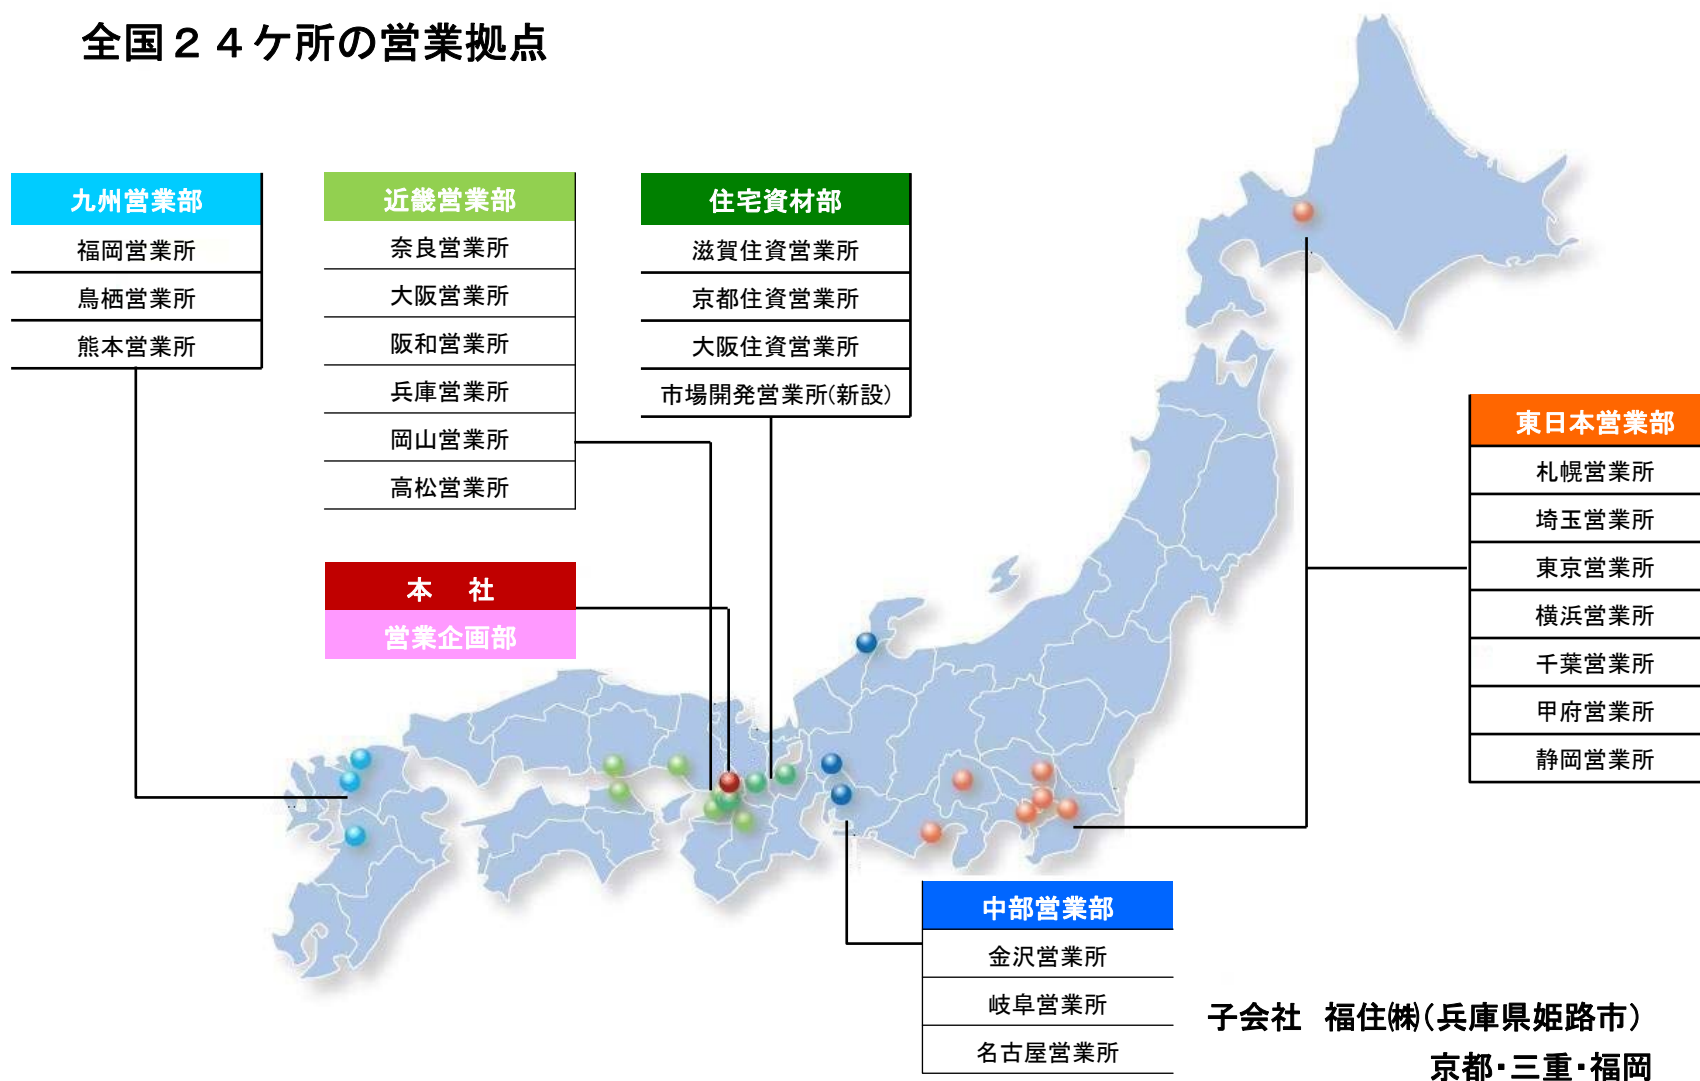 全国２４ケ所の営業拠点
九州営業部
福岡営業所
鳥栖営業所
熊本営業所
近畿営業部
奈良営業所
大阪営業所
阪和営業所
兵庫営業所
岡山営業所
高松営業所
住宅資材部
滋賀住資営業所
京都住資営業所
大阪住資営業所
市場開発営業所(新設)
本　社
営業企画部
東日本営業部
札幌営業所
埼玉営業所
東京営業所
横浜営業所
千葉営業所
甲府営業所
静岡営業所
中部営業部
金沢営業所
岐阜営業所
名古屋営業所
子会社　福住㈱(兵庫県姫路市)
京都・三重・福岡